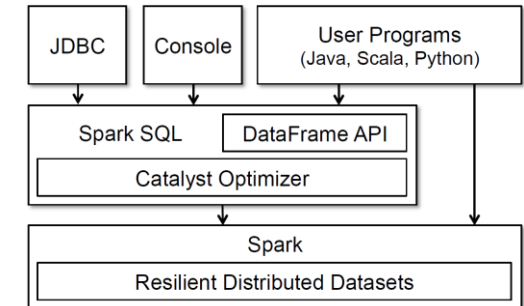 JDBC
Console
User Programs
(Java, Scala, Python)
Spark SQL
DataFrame API
Catalyst Optimizer
Spark
Resilient Distributed Datasets